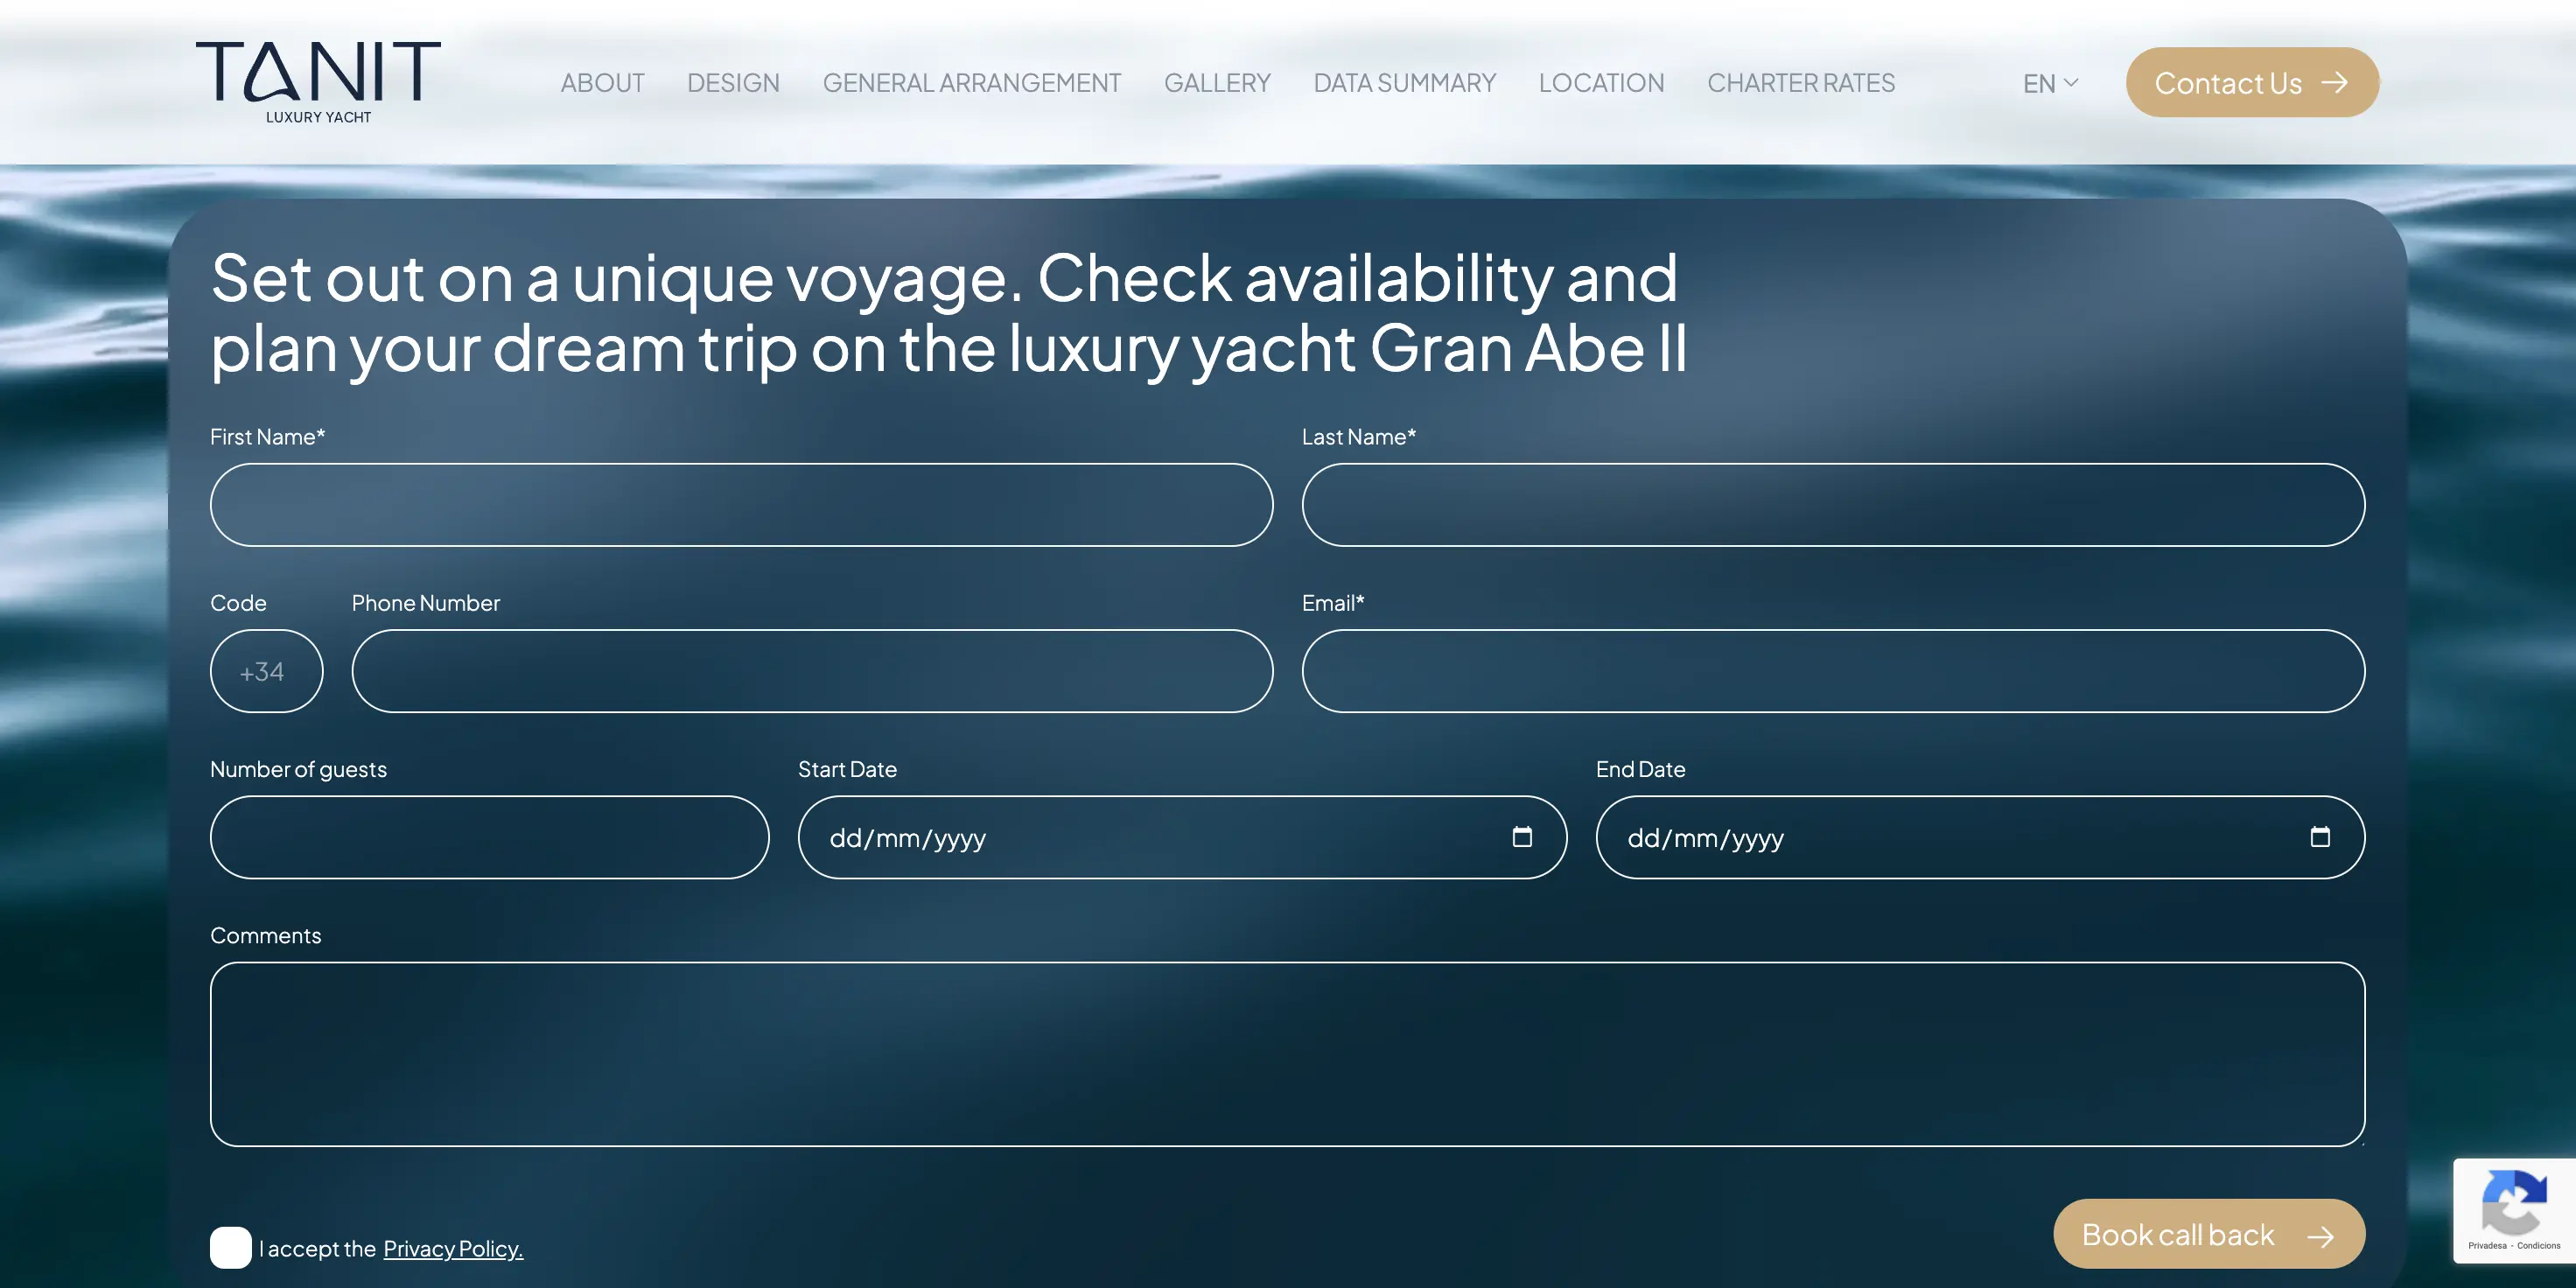 TANIT
LUXURY YACHT
ABOUT DESIGN GENERAL ARRANGEMENT GALLERY DATA SUMMARY LOCATION CHARTER RATES EN Contact Us
Set out on a unique voyage. Check availability and
plan your dream trip on the luxury yacht Gran Abe II
First Name* Last Name*
Code Phone Number Email*
+34
Number of guests Start Date End Date
dd/mm/yyyy dd/mm/yyyy
Comments
I accept the Privacy Policy. Book call back
Privadesa - Condicions